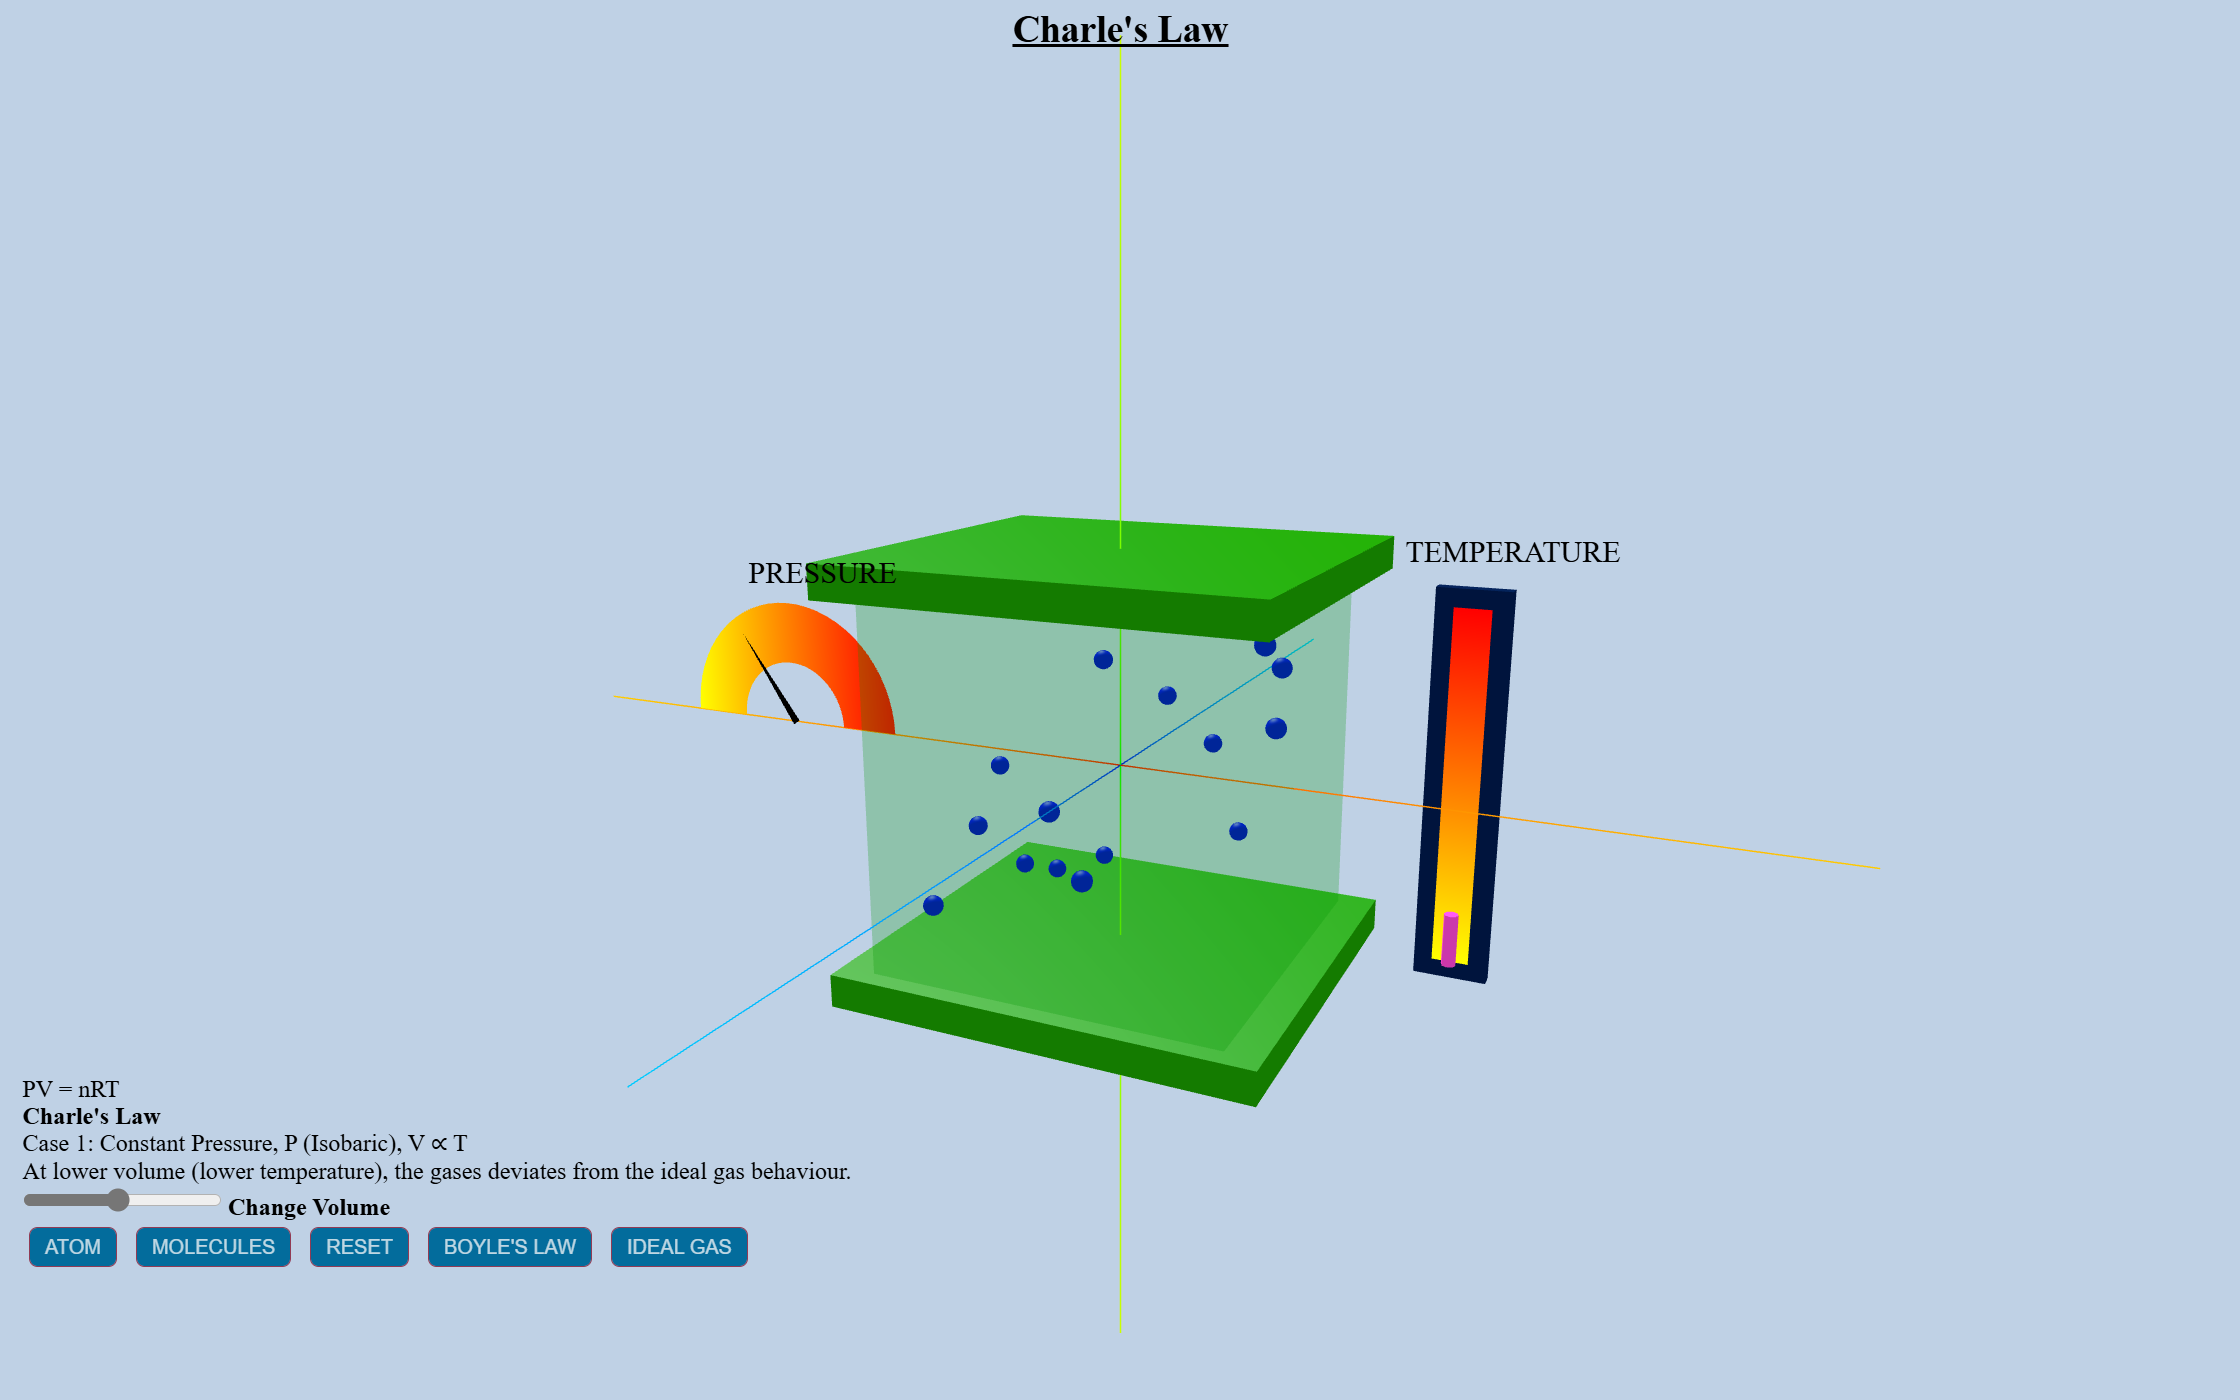 Charle's Law
PRESSURE
TEMPERATURE
PV = nRT
Charle's Law
Case 1: Constant Pressure, P (Isobaric), V ∝ T
At lower volume (lower temperature), the gases deviates from the ideal gas behaviour.
Change Volume
ATOM MOLECULES RESET BOYLE'S LAW IDEAL GAS